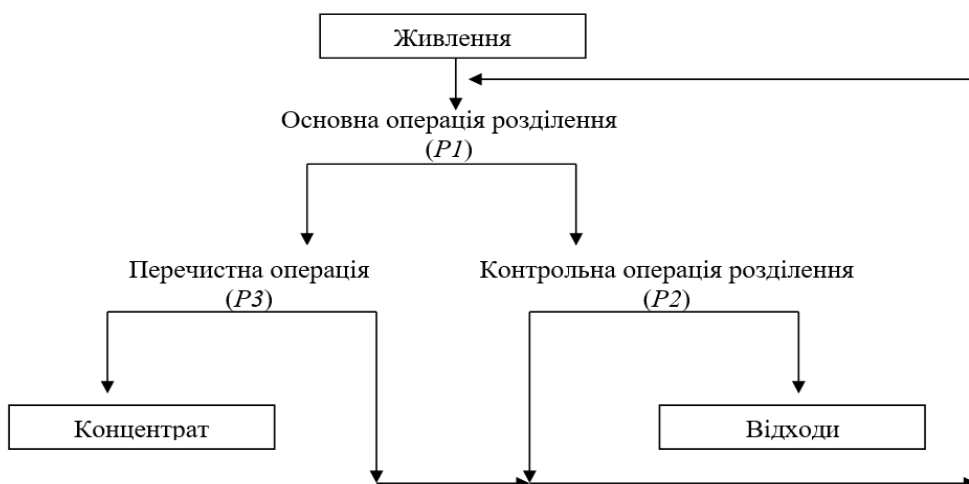 Живлення
Основна операція розділення
(P1)
Перечистна операція
(P3)
Контрольна операція розділення
(P2)
Концентрат
Відходи